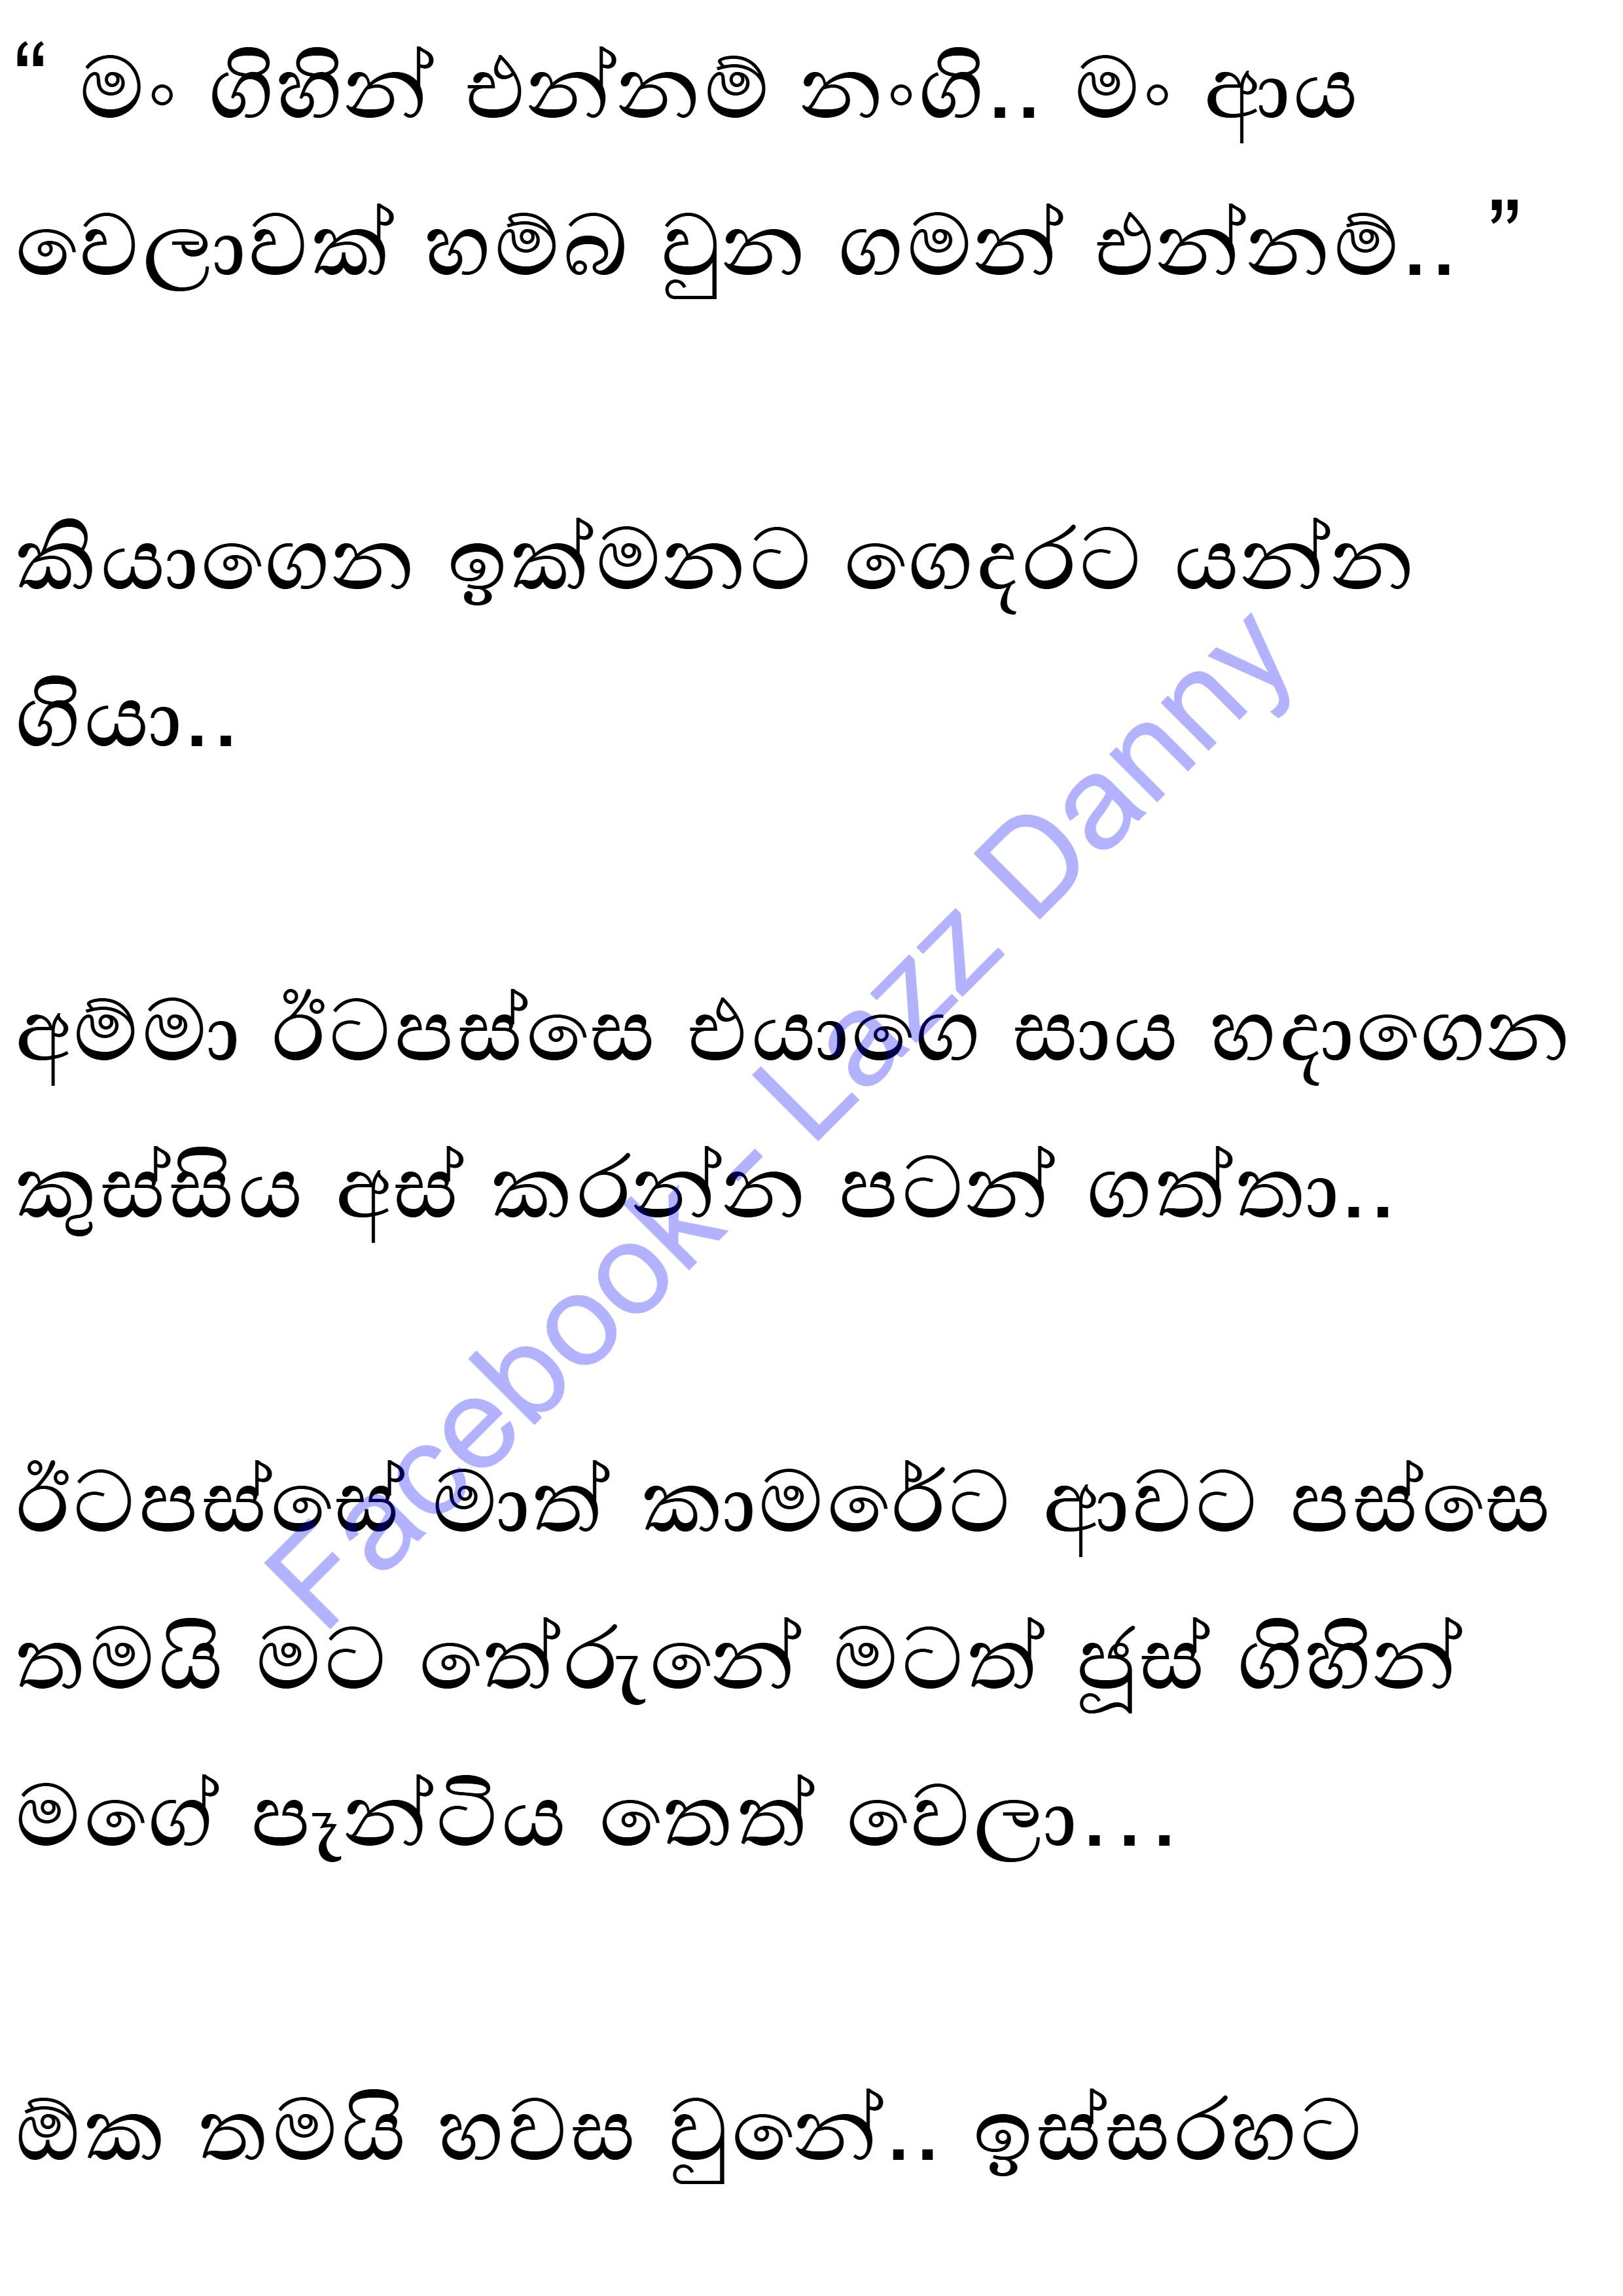 “ මං ගිහින් එන්නම් නංගි.. මං ආය
වෙලාවක් හම්බ වුන ගමන් එන්නම්.. ”
කියාගෙන ඉක්මනට ගෙදරට යන්න
ගියා..
අම්මා ඊටපස්සෙ එයාගෙ සාය හදාගෙන
කුස්සිය අස් කරන්න පටන් ගත්තා..
ඊටපස්සේ මාත් කාමරේට ආවට පස්සෙ
තමයි මට තේරුනේ මටත් ජූස් ගිහින්
මගේ පෑන්ටිය තෙත් වෙලා...
ඕක තමයි හවස වුනේ.. ඉස්සරහට
Facebook - Lazz Danny